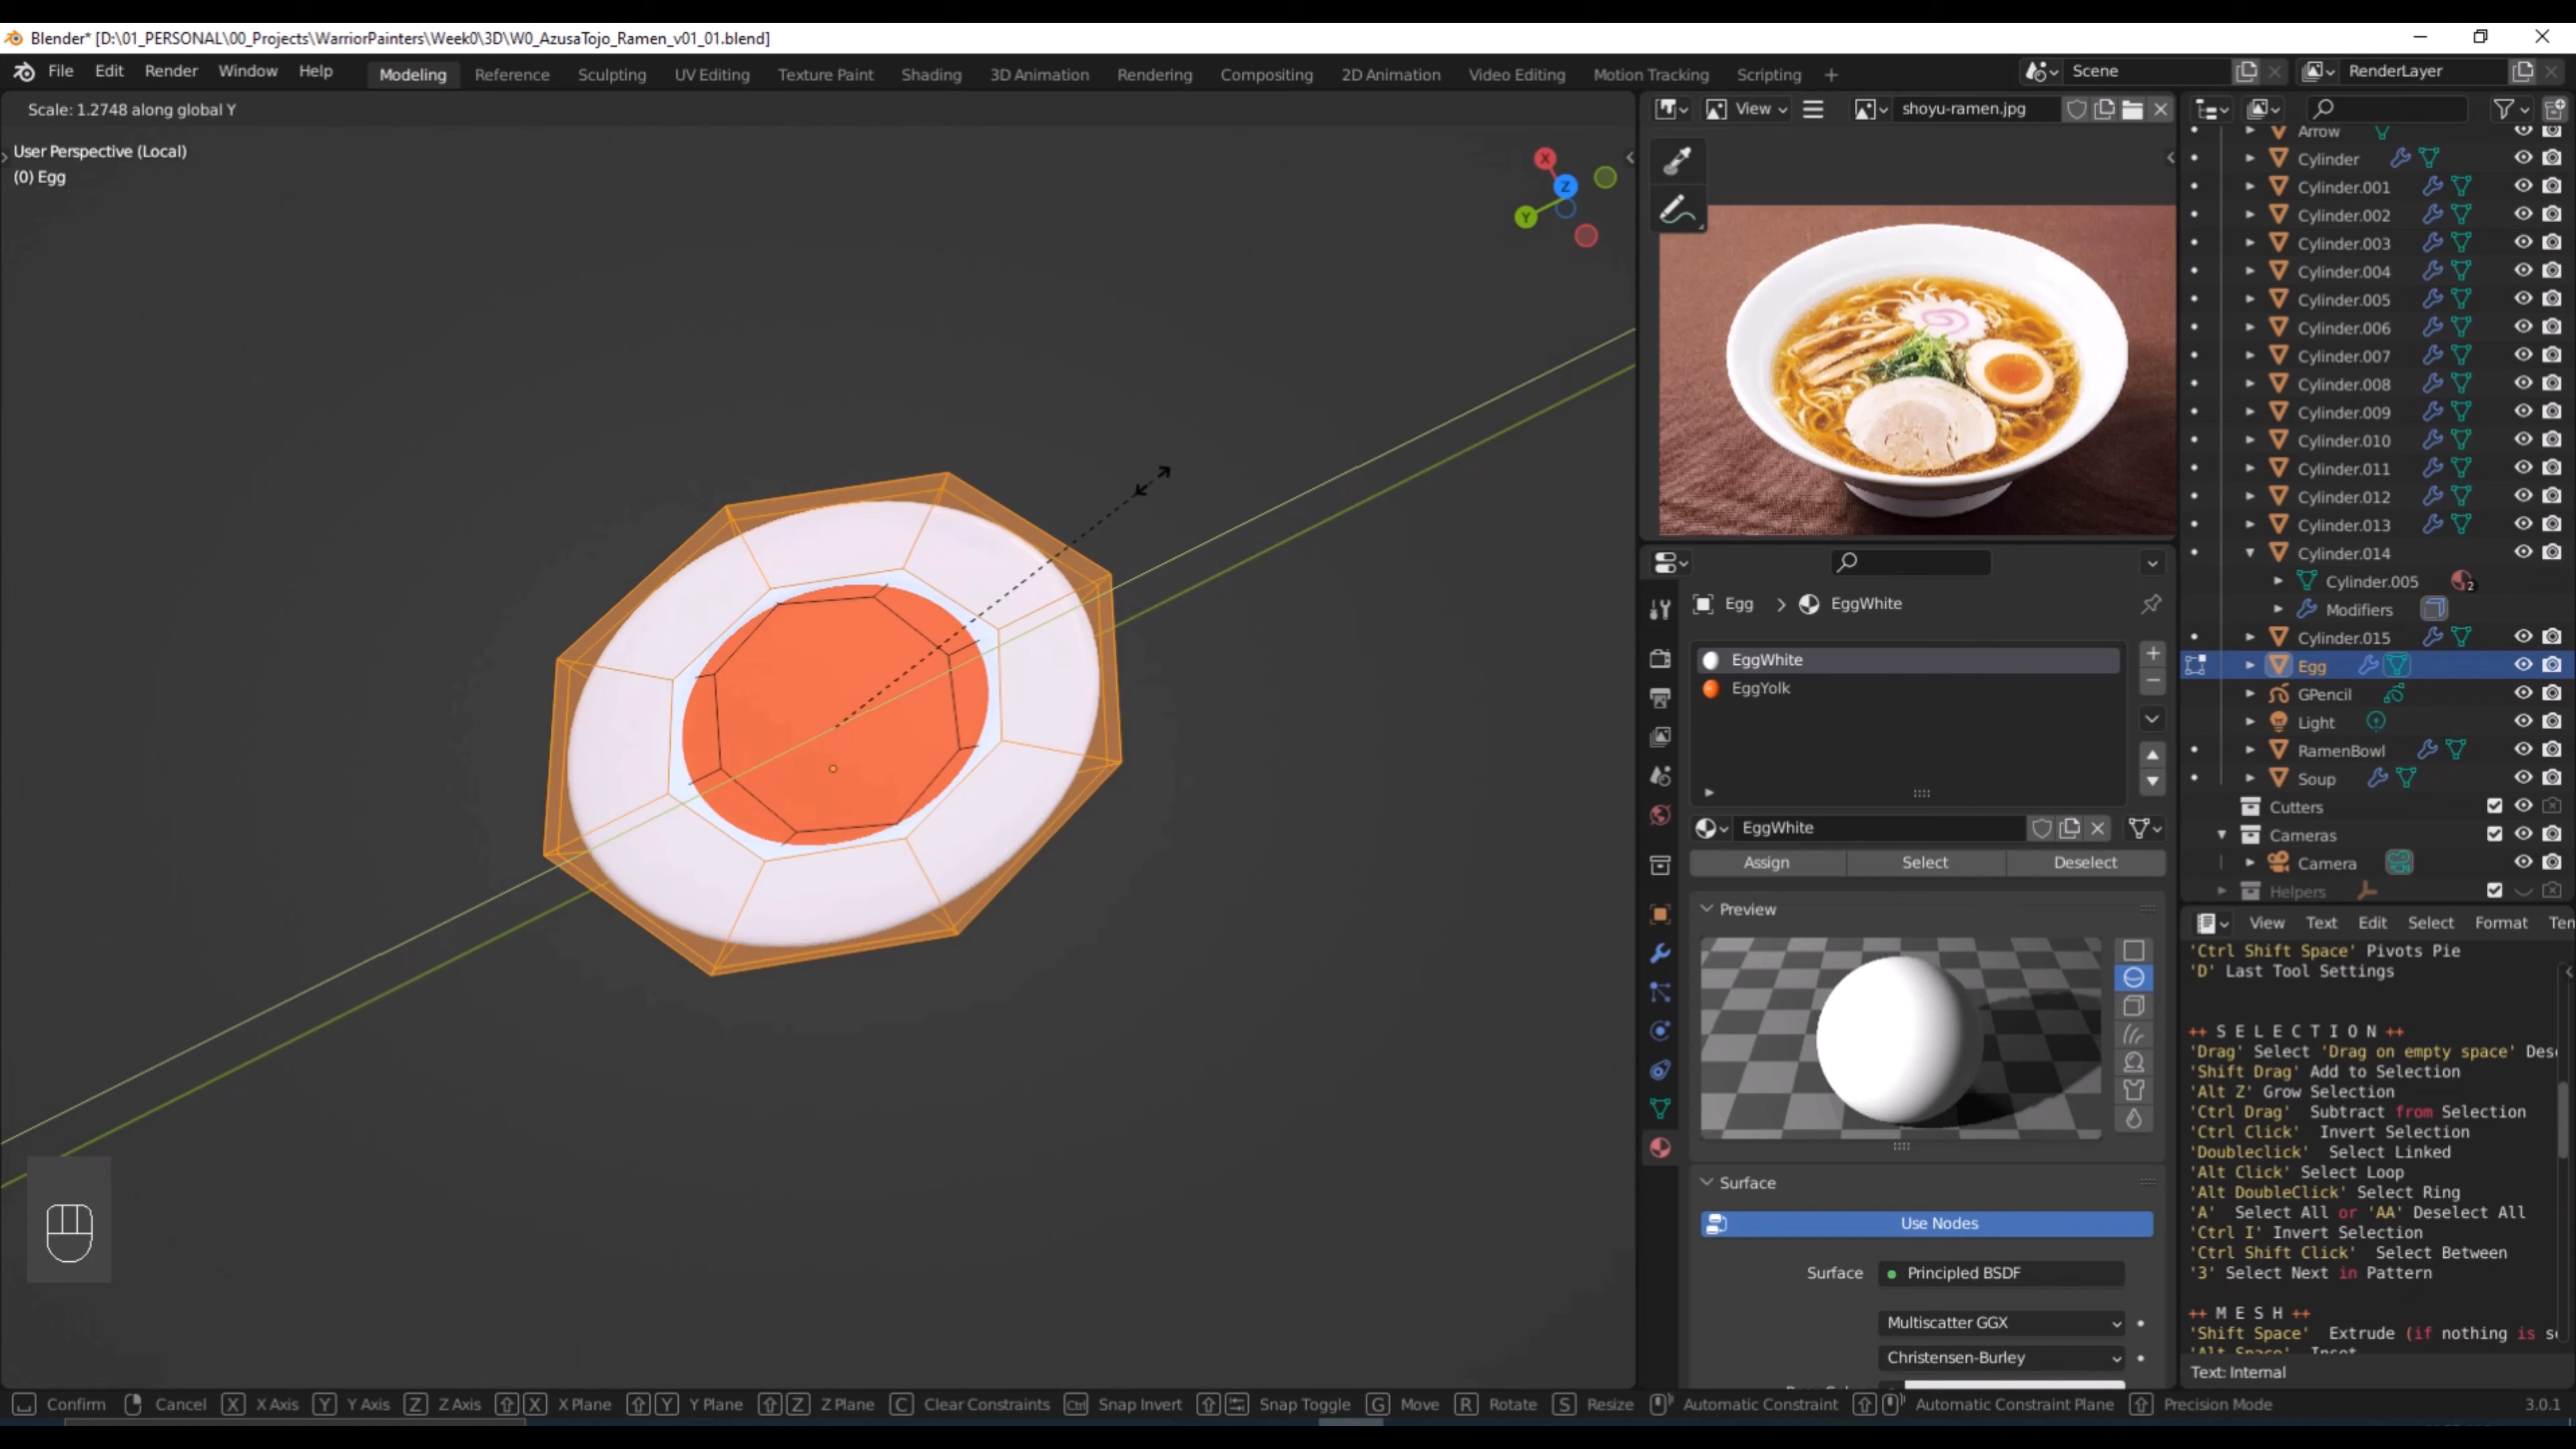 Blender* [D:\01_PERSONAL\00_Projects\WarriorPainters\Week0\3D\W0_AzusaTojo_Ramen_v01_01.blend]
File Edit Render Window Help Modeling Reference Sculpting UV Editing Texture Paint Shading 3D Animation Rendering Compositing 2D Animation Video Editing Motion Tracking Scripting + Scene RenderLayer
Scale: 1.2748 along global Y
User Perspective (Local)
(0) Egg
X
Z
Y
View shoyu-ramen.jpg
Egg > EggWhite
EggWhite
EggYolk
EggWhite
Assign Select Deselect
Preview
Surface
Use Nodes
Surface Principled BSDF
Multiscatter GGX
Christensen-Burley
Arrow
Cylinder
Cylinder.001
Cylinder.002
Cylinder.003
Cylinder.004
Cylinder.005
Cylinder.006
Cylinder.007
Cylinder.008
Cylinder.009
Cylinder.010
Cylinder.011
Cylinder.012
Cylinder.013
Cylinder.014
Cylinder.005 2
Modifiers
Cylinder.015
Egg
GPencil
Light
RamenBowl
Soup
Cutters
Cameras
Camera
Helpers
View Text Edit Select Format Ten
'Ctrl Shift Space' Pivots Pie
'D' Last Tool Settings
++ S E L E C T I O N ++
'Drag' Select 'Drag on empty space' Des
'Shift Drag' Add to Selection
'Alt Z' Grow Selection
'Ctrl Drag' Subtract from Selection
'Ctrl Click' Invert Selection
'Doubleclick' Select Linked
'Alt Click' Select Loop
'Alt DoubleClick' Select Ring
'A' Select All or 'AA' Deselect All
'Ctrl I' Invert Selection
'Ctrl Shift Click' Select Between
'3' Select Next in Pattern
++ M E S H ++
'Shift Space' Extrude (if nothing is s
'Alt Space' Inset
Text: Internal
Confirm Cancel X X Axis Y Y Axis Z Z Axis X X Plane Y Y Plane Z Z Plane C Clear Constraints Ctrl Snap Invert Snap Toggle G Move R Rotate S Resize Automatic Constraint Automatic Constraint Plane Precision Mode 3.0.1